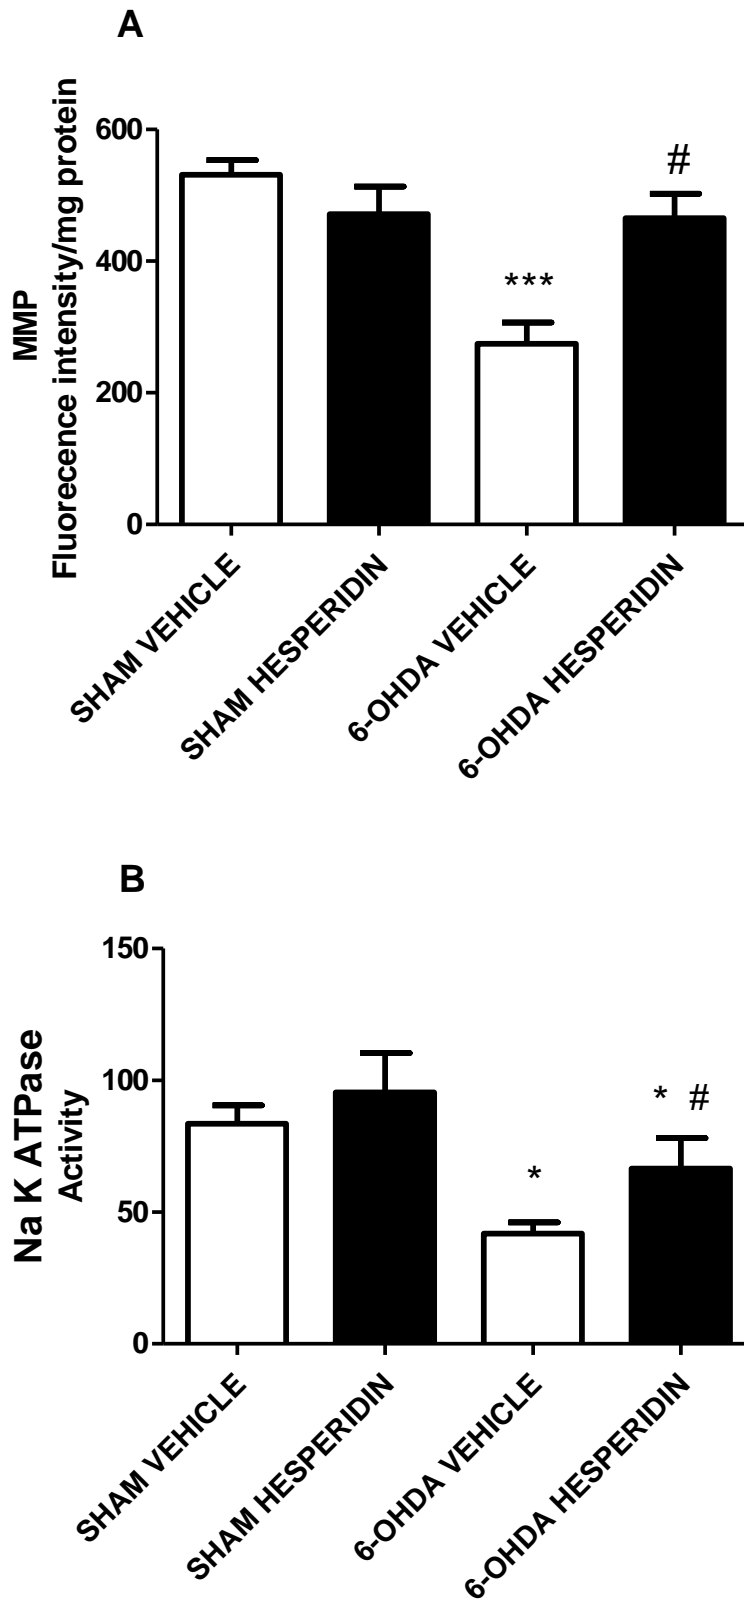 A
MMP
Fluorecence intensity/mg protein
600
400
200
0
***
#
SHAM VEHICLE
SHAM HESPERIDIN
6-OHDA VEHICLE
6-OHDA HESPERIDIN
B
Na K ATPase
Activity
150
100
50
0
*
* #
SHAM VEHICLE
SHAM HESPERIDIN
6-OHDA VEHICLE
6-OHDA HESPERIDIN